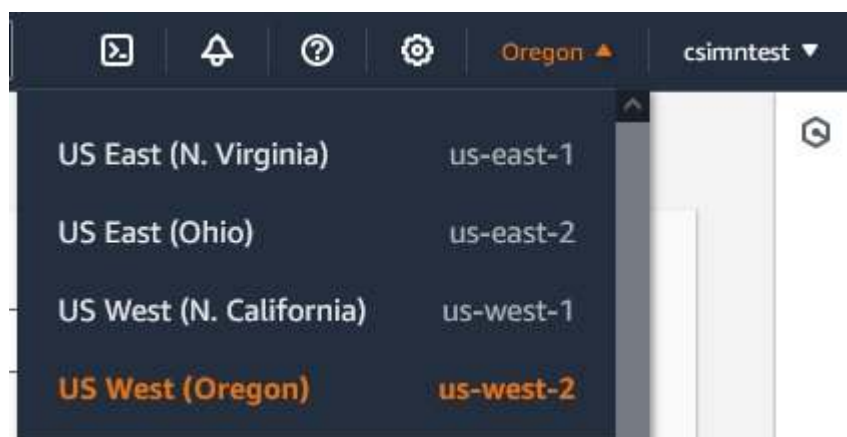 Oregon ▲ csimntest ▼
US East (N. Virginia) us-east-1
US East (Ohio) us-east-2
US West (N. California) us-west-1
US West (Oregon) us-west-2